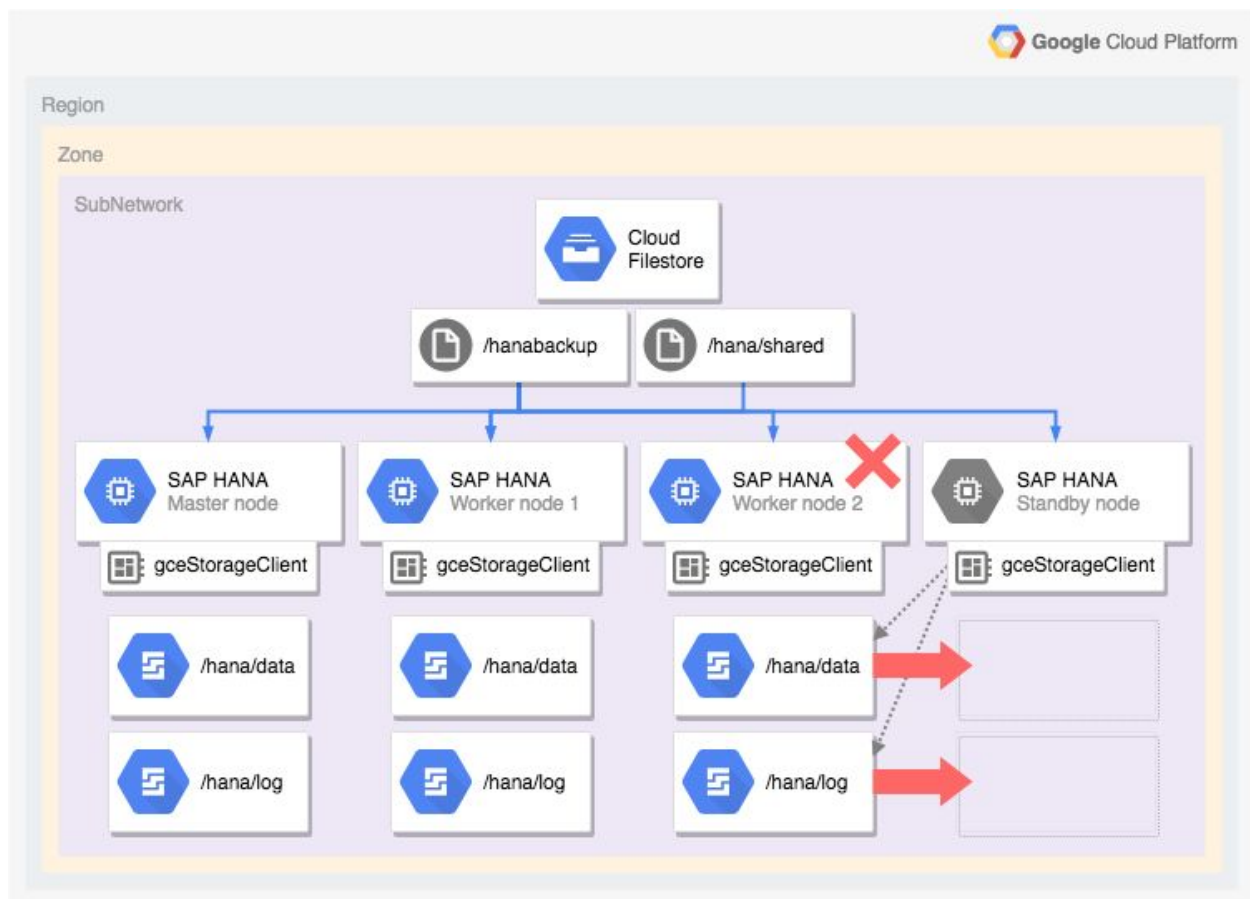 Google Cloud Platform
Region
Zone
SubNetwork
Cloud
Filestore
/hanabackup
/hana/shared
SAP HANA
Master node
SAP HANA
Worker node 1
SAP HANA
Worker node 2
SAP HANA
Standby node
gceStorageClient
gceStorageClient
gceStorageClient
gceStorageClient
/hana/data
/hana/data
/hana/data
/hana/log
/hana/log
/hana/log